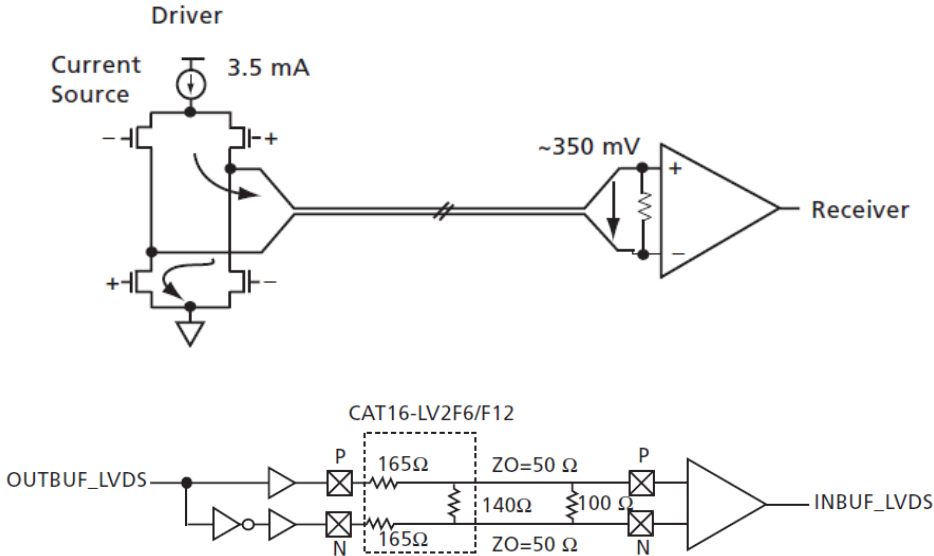 Driver
Current
Source
3.5 mA
− +
~350 mV
+
Receiver
−
+ −
CAT16-LV2F6/F12
P
165Ω
ZO=50 Ω
P
OUTBUF_LVDS
140Ω
100 Ω
INBUF_LVDS
N
165Ω
ZO=50 Ω
N